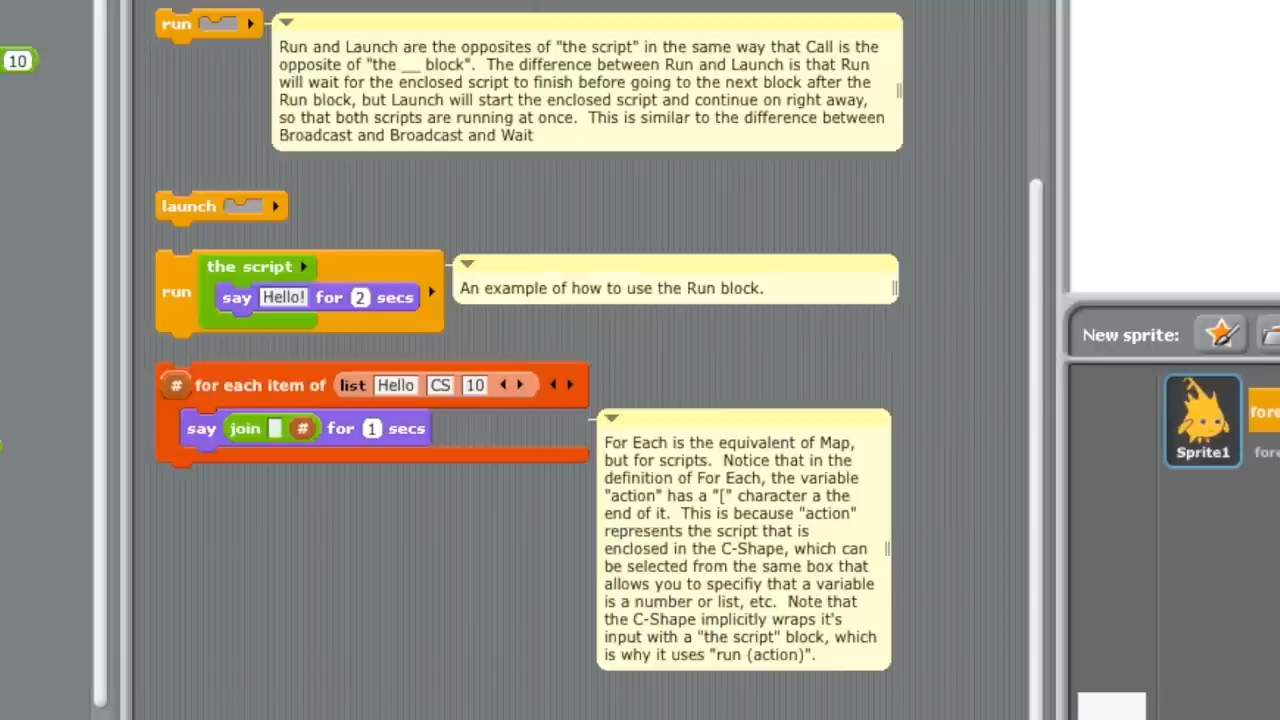 run
Run and Launch are the opposites of "the script" in the same way that Call is the
opposite of "the __ block".  The difference between Run and Launch is that Run
will wait for the enclosed script to finish before going to the next block after the
Run block, but Launch will start the enclosed script and continue on right away,
so that both scripts are running at once.  This is similar to the difference between
Broadcast and Broadcast and Wait
10
launch
the script
run
say Hello! for 2 secs
An example of how to use the Run block.
# for each item of list Hello CS 10
say join # for 1 secs
For Each is the equivalent of Map,
but for scripts.  Notice that in the
definition of For Each, the variable
"action" has a "[" character a the
end of it.  This is because "action"
represents the script that is
enclosed in the C-Shape, which can
be selected from the same box that
allows you to specifiy that a variable
is a number or list, etc.  Note that
the C-Shape implicitly wraps it's
input with a "the script" block, which
is why it uses "run (action)".
New sprite:
Sprite1
fore
fore